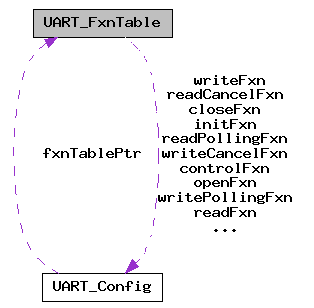 UART_FxnTable
writeFxn
readCancelFxn
closeFxn
initFxn
readPollingFxn
fxnTablePtr
writeCancelFxn
controlFxn
openFxn
writePollingFxn
readFxn
...
UART_Config